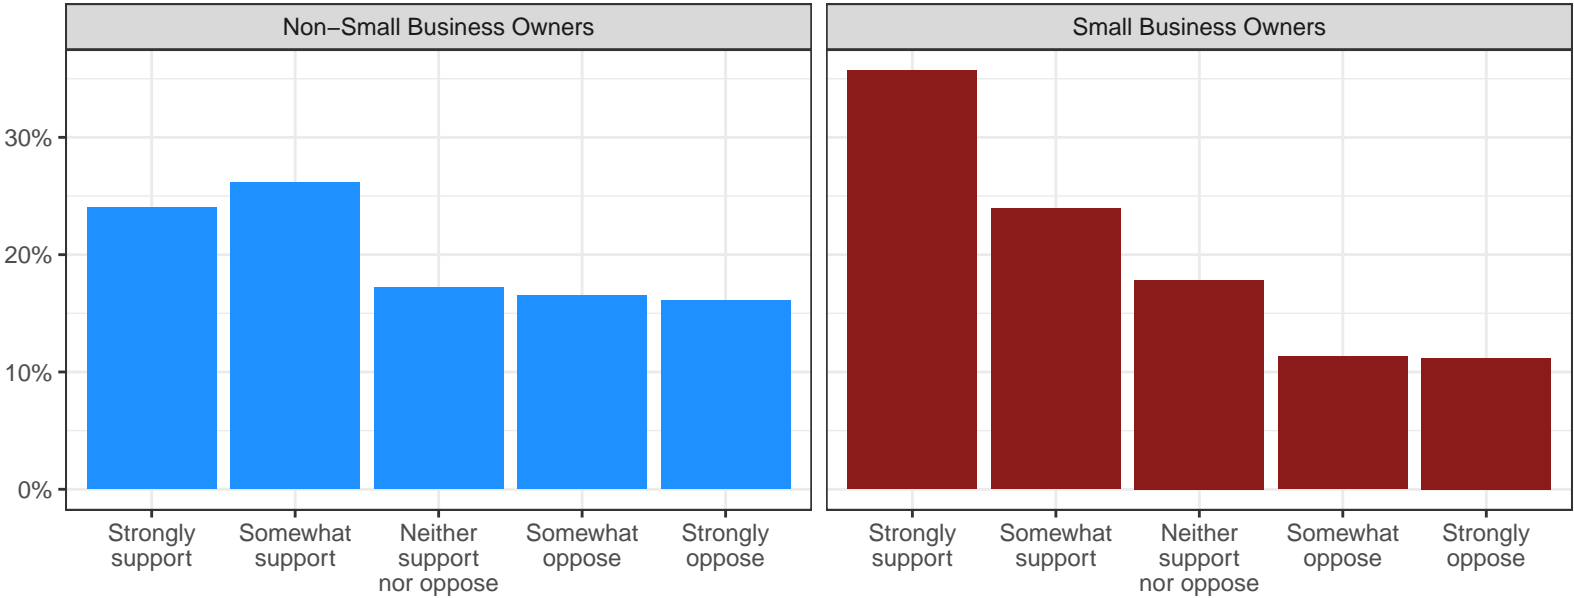 Non−Small Business Owners
Small Business Owners
30%
20%
10%
0%
Strongly
support
Somewhat
support
Neither
support
nor oppose
Somewhat
oppose
Strongly
oppose
Strongly
support
Somewhat
support
Neither
support
nor oppose
Somewhat
oppose
Strongly
oppose